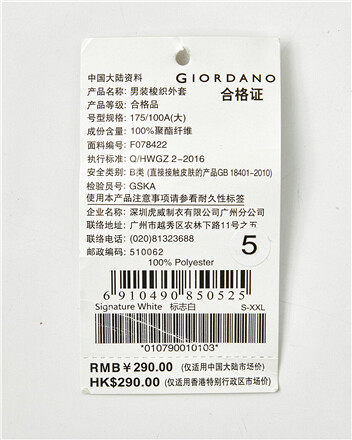 中国大陆资料 GIORDANO
产品名称: 男装梭织外套 合格证
产品等级: 合格品
号型规格: 175/100A(大)
成份含量: 100%聚酯纤维
面料编号: F078422
执行标准: Q/HWGZ 2-2016
安全类别: B类 (直接接触皮肤的产品GB 18401-2010)
检验员号: GSKA
使用本产品注意事项请参看耐久性标签
企业名称: 深圳虎威制衣有限公司广州分公司
联络地址: 广州市越秀区农林下路11号之五
联络电话: (020)81323688
邮政编码: 510062
5
100% Polyester
6 910490 850525
Signature White 标志白 S-XXL
*010790010103*
RMB￥290.00 (仅适用中国大陆市场价)
HK$290.00 (仅适用香港特别行政区市场价)